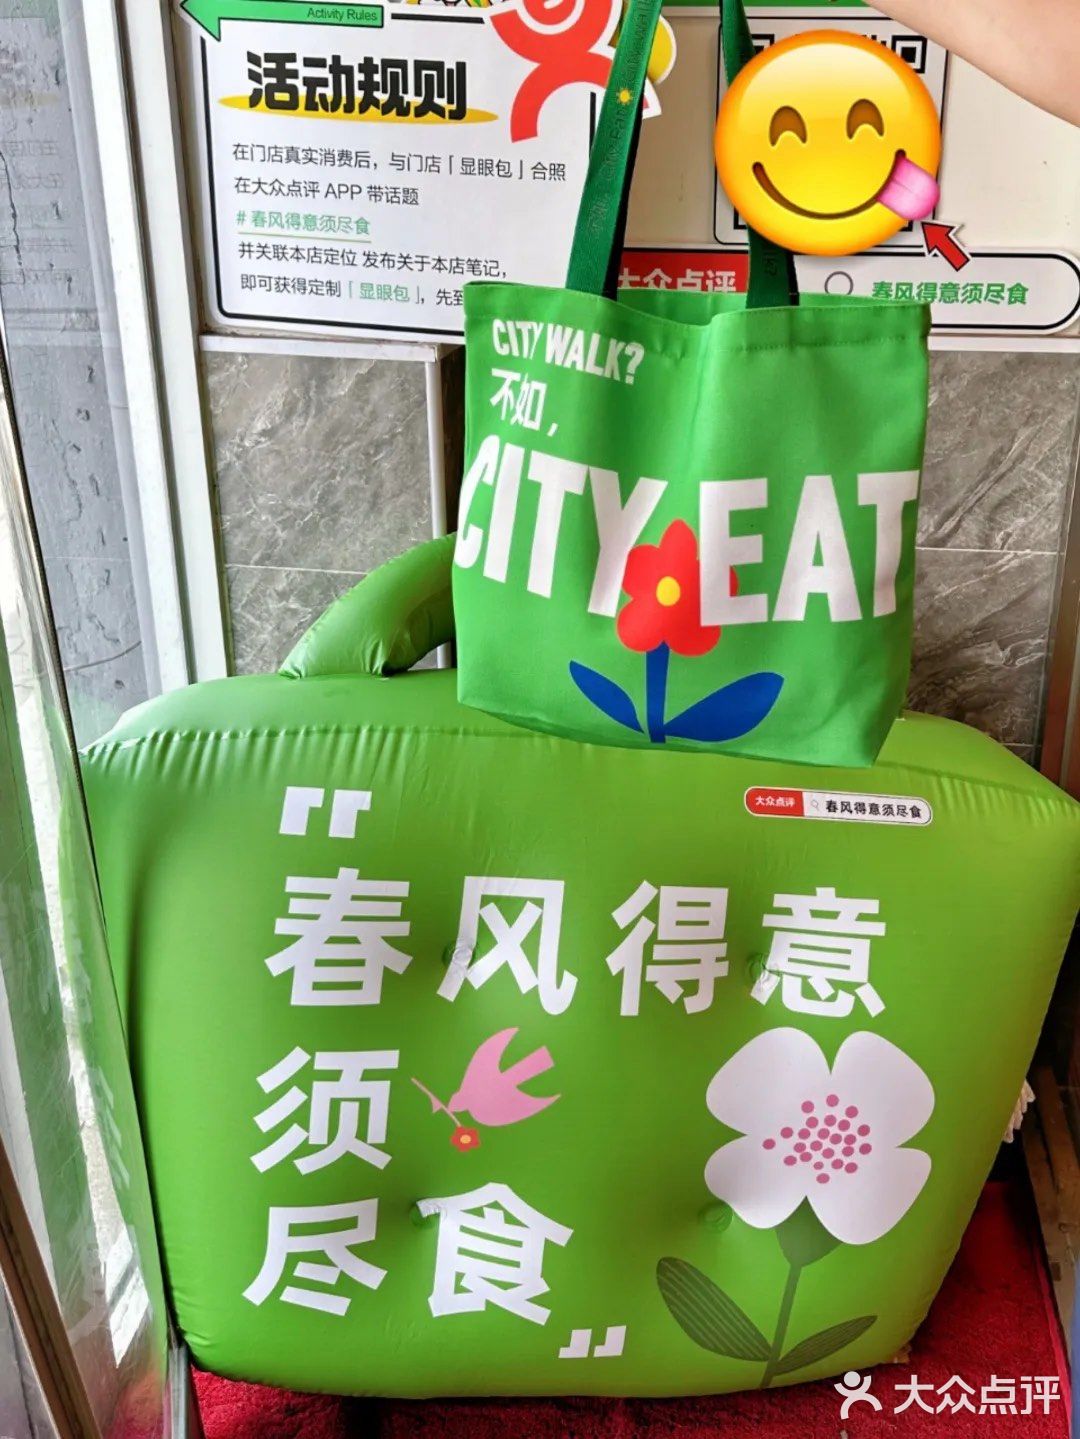 Activity Rules
活动规则
在门店真实消费后，与门店「显眼包」合照
在大众点评 APP 带话题
# 春风得意须尽食
并关联本店定位 发布关于本店笔记，
即可获得定制「显眼包」，先到
大众点评
春风得意须尽食
CITY WALK?
不如，
CITY EAT
大众点评 春风得意须尽食
"春风得意
须
尽食"
大众点评